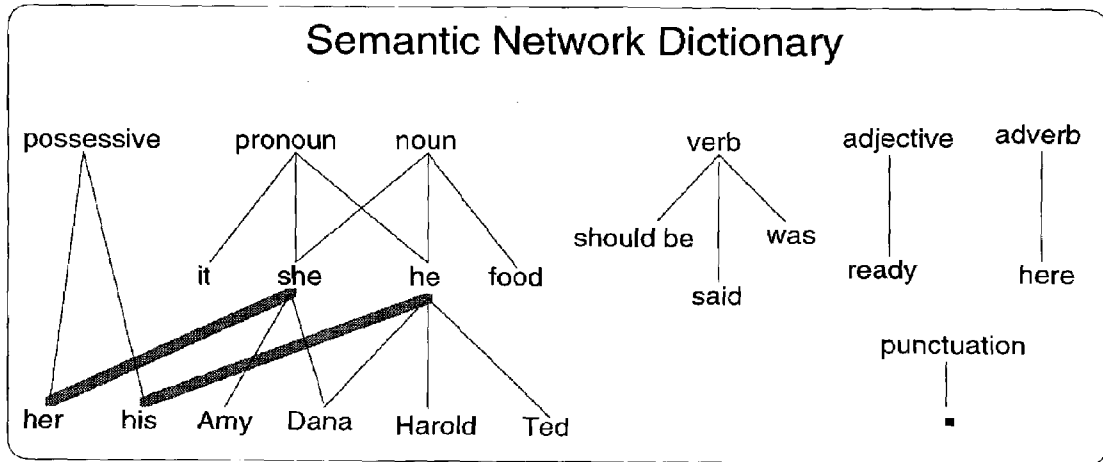 Semantic Network Dictionary
possessive pronoun noun verb adjective adverb
should be was
it she he food said ready here
punctuation
her his Amy Dana Harold Ted .